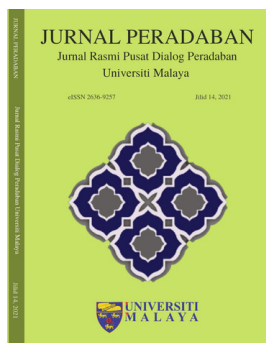 JURNAL PERADABAN
Jurnal Rasmi Pusat Dialog Peradaban
Universiti Malaya
eISSN 2636-9257
Jilid 14, 2021
UNIVERSITI
MALAYA
JURNAL PERADABAN
Jurnal Rasmi Pusat Dialog Peradaban Universiti Malaya
Jilid 14, 2021